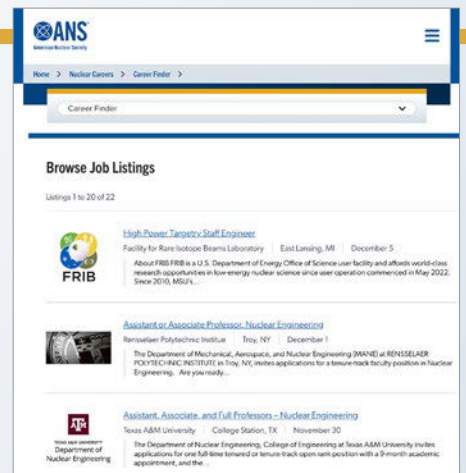 ANS
American Nuclear Society
Home > Nuclear Careers > Career Finder >
Career Finder
Browse Job Listings
Listings 1 to 20 of 22
FRIB
High Power Targetry Staff Engineer
Facility for Rare Isotope Beams Laboratory | East Lansing, MI | December 5
About FRIB FRIB is a U.S. Department of Energy Office of Science user facility and affords world-class
research opportunities in low-energy nuclear science since user operation commenced in May 2022.
Since 2010, MSU's...
Assistant or Associate Professor, Nuclear Engineering
Rensselaer Polytechnic Institue | Troy, NY | December 1
The Department of Mechanical, Aerospace, and Nuclear Engineering (MANE) at RENSSELAER
POLYTECHNIC INSTITUTE in Troy, NY, invites applications for a tenure-track faculty position in Nuclear
Engineering. Are you ready...
ATM
TEXAS A&M UNIVERSITY
Department of
Nuclear Engineering
Assistant, Associate, and Full Professors – Nuclear Engineering
Texas A&M University | College Station, TX | November 30
The Department of Nuclear Engineering, College of Engineering at Texas A&M University invites
applications for one full-time tenured or tenure-track open rank position with a 9-month academic
appointment, and the...